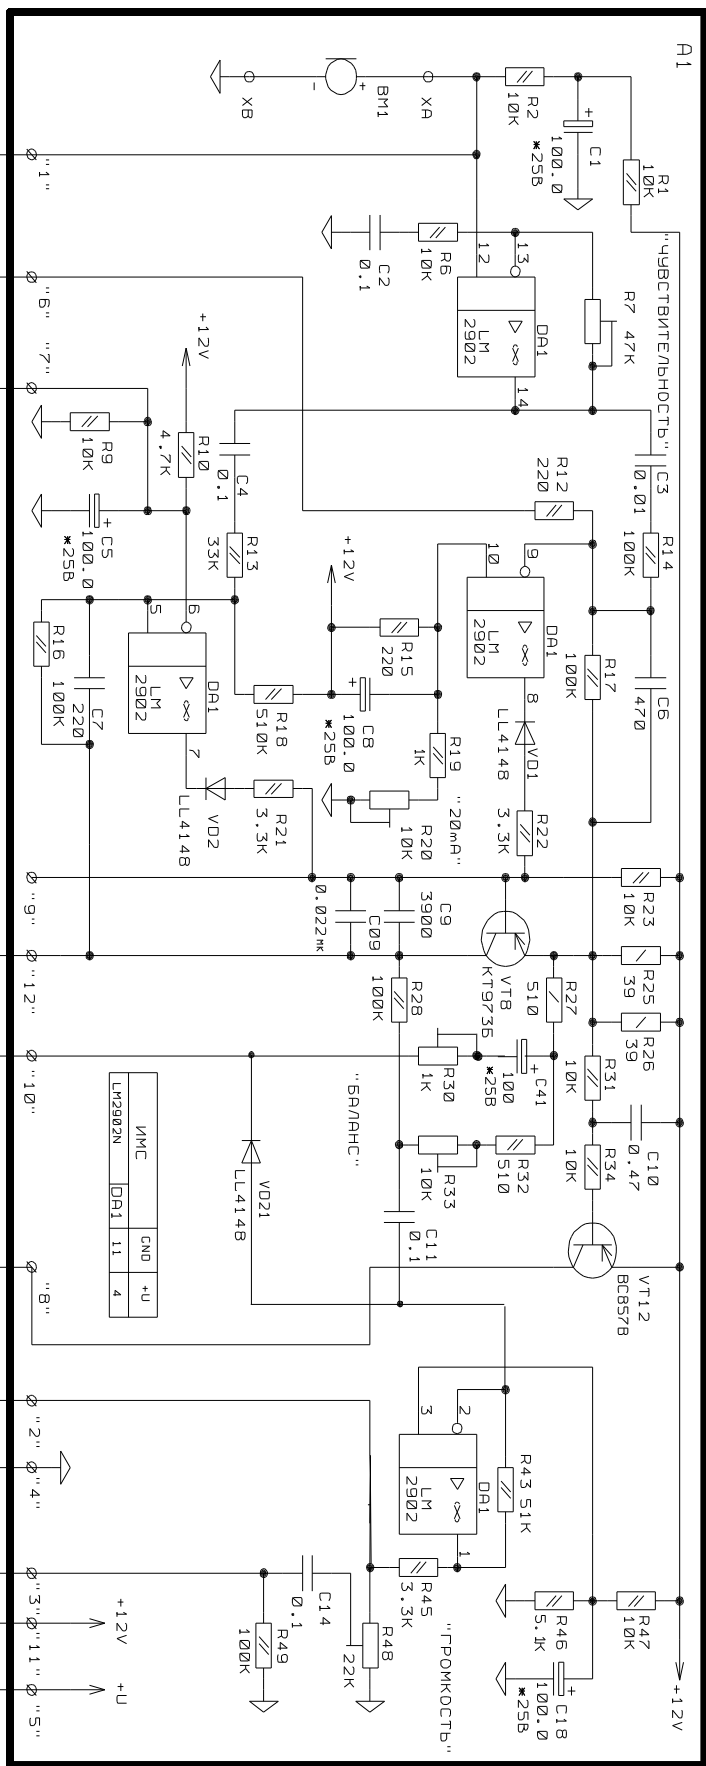 A1
BM1
XA
XB
+
-
R2
10K
+
C1
100.0
*25В
R1
10K
"1"
"ЧУВСТВИТЕЛЬНОСТЬ"
C2
0.1
R6
10K
12
13
DA1
LM
2902
14
R7 47K
"6"
"7"
+12V
R9
10K
R10
4.7K
C4
0.1
R12
220
C3
0.01
+
C5
100.0
*25В
R13
33K
+12V
10
9
DA1
LM
2902
8
R14
100K
R16
100K
C7
220
5
6
DA1
LM
2902
7
R18
510K
R15
220
+
C8
100.0
*25В
R19
1K
VD1
LL4148
R17
100K
C6
470
VD2
LL4148
R21
3.3K
R20
10K
"20mA"
R22
3.3K
"9"
0.022мк
C09
C9
3900
VT8
КТ973Б
R23
10K
"12"
R28
100K
R27
510
R25
39
R26
39
"10"
R30
1K
+
C41
100
*25В
R31
10K
"БАЛАНС"
R33
10K
R32
510
R34
10K
C10
0.47
ИМС
GND
+U
LM2902N
DA1
11
4
VD21
LL4148
C11
0.1
VT12
BC857B
"8"
"2"
3
2
DA1
LM
2902
1
R43 51K
"4"
R45
3.3K
"3"
C14
0.1
R48
22K
R49
100K
"11"
+12V
"5"
+U
"ГРОМКОСТЬ"
R46
5.1K
R47
10K
+
C18
100.0
*25В
+12V